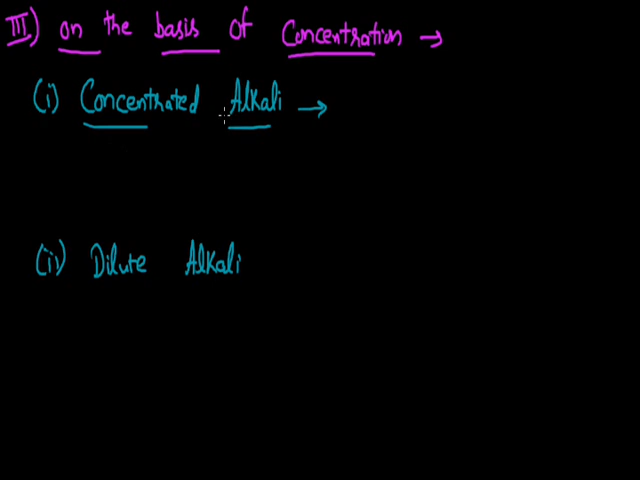 III) on the basis of Concentration →
(i) Concentrated Alkali →
(ii) Dilute Alkali